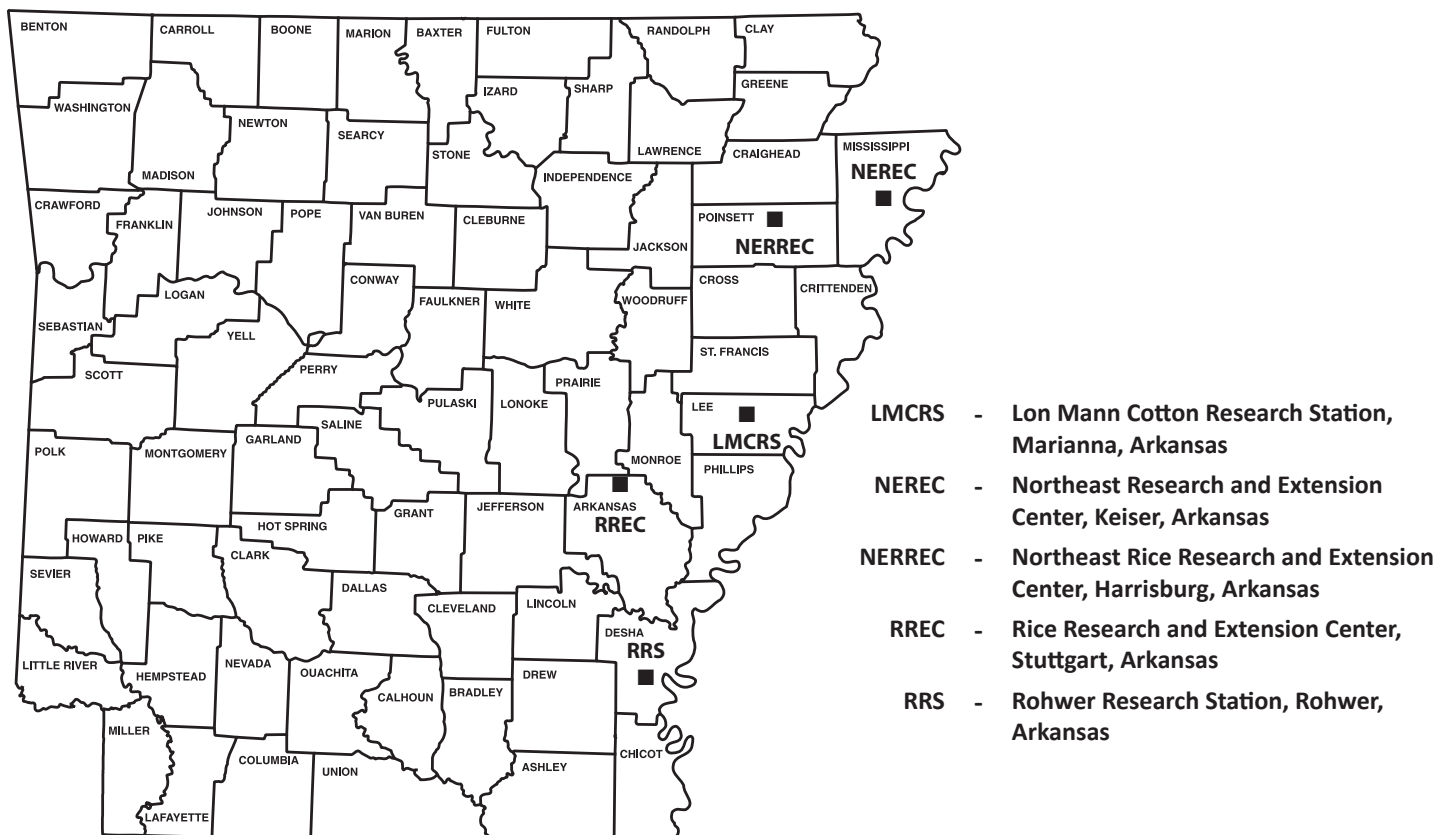 BENTON
CARROLL
BOONE
MARION
BAXTER
FULTON
RANDOLPH
CLAY
WASHINGTON
IZARD
SHARP
GREENE
NEWTON
SEARCY
STONE
LAWRENCE
CRAIGHEAD
MISSISSIPPI
NEREC
MADISON
INDEPENDENCE
CRAWFORD
FRANKLIN
JOHNSON
POPE
VAN BUREN
CLEBURNE
JACKSON
POINSETT
NERREC
LOGAN
CONWAY
FAULKNER
WHITE
WOODRUFF
CROSS
CRITTENDEN
SEBASTIAN
YELL
SCOTT
PERRY
PRAIRIE
ST. FRANCIS
PULASKI
LONOKE
LEE
LMCRS
SALINE
POLK
MONTGOMERY
GARLAND
MONROE
PHILLIPS
HOT SPRING
GRANT
JEFFERSON
ARKANSAS
RREC
HOWARD
PIKE
CLARK
SEVIER
DALLAS
CLEVELAND
LINCOLN
DESHA
RRS
LITTLE RIVER
HEMPSTEAD
NEVADA
OUACHITA
CALHOUN
BRADLEY
DREW
MILLER
COLUMBIA
UNION
ASHLEY
CHICOT
LAFAYETTE
LMCRS - Lon Mann Cotton Research Station,
Marianna, Arkansas
NEREC - Northeast Research and Extension
Center, Keiser, Arkansas
NERREC - Northeast Rice Research and Extension
Center, Harrisburg, Arkansas
RREC - Rice Research and Extension Center,
Stuttgart, Arkansas
RRS - Rohwer Research Station, Rohwer,
Arkansas